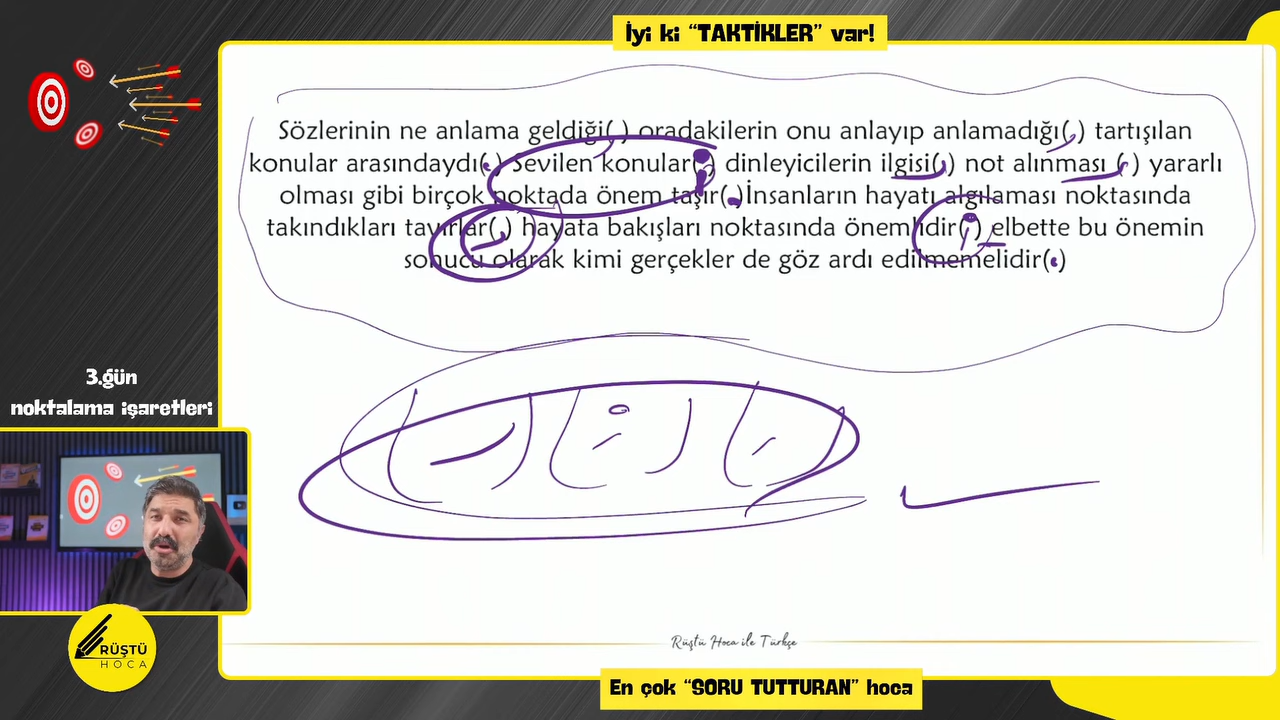 İyi ki “TAKTİKLER” var!
Sözlerinin ne anlama geldiği(,) oradakilerin onu anlayıp anlamadığı(,) tartışılan
konular arasındaydı(.) Sevilen konular(;) dinleyicilerin ilgisi(,) not alınması (,) yararlı
olması gibi birçok noktada önem taşır(.)İnsanların hayatı algılaması noktasında
takındıkları tavırlar(,) hayata bakışları noktasında önemlidir(;) elbette bu önemin
sonucu olarak kimi gerçekler de göz ardı edilmemelidir(.)
( , ) ( ; ) ( , )
3.gün
noktalama işaretleri
RÜŞTÜ
HOCA
Rüştü Hoca ile Türkçe
En çok “SORU TUTTURAN” hoca